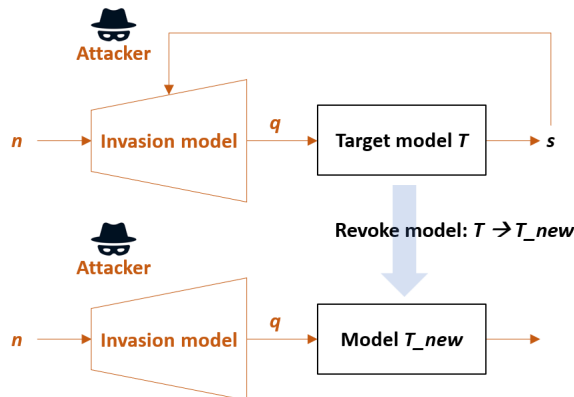 Attacker
n
Invasion model
q
Target model T
s
Revoke model: T → T_new
Attacker
n
Invasion model
q
Model T_new